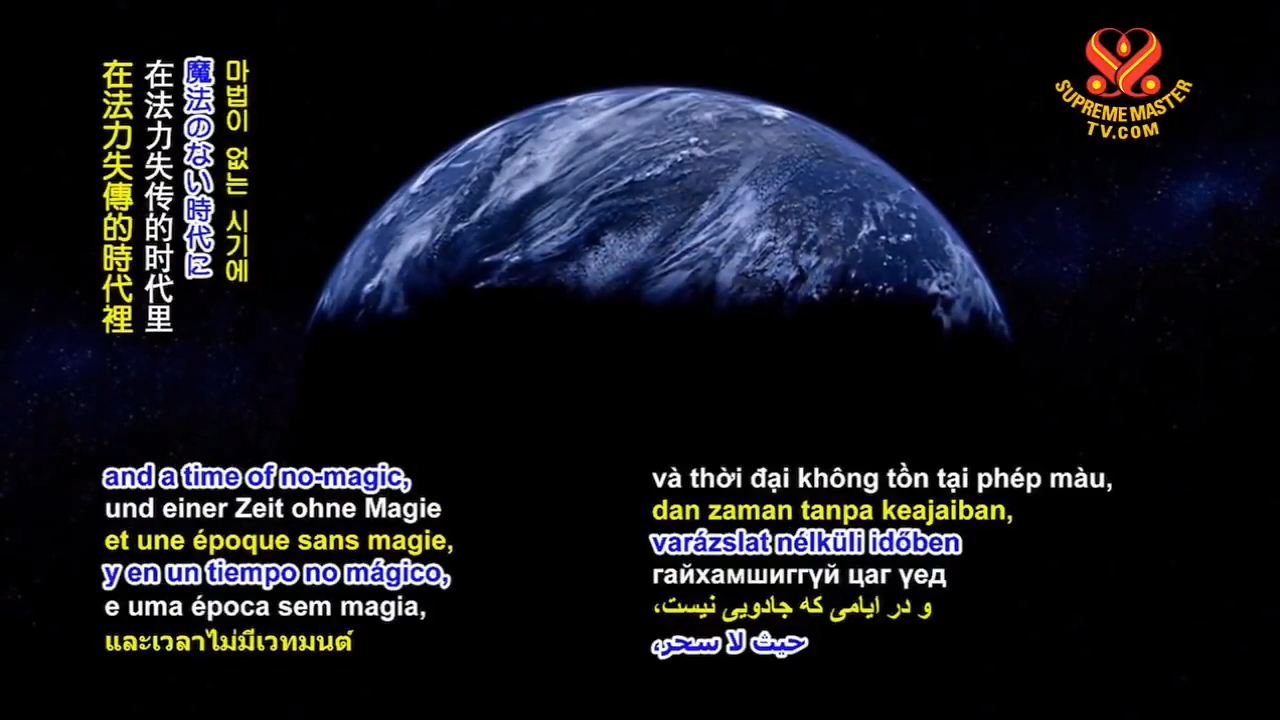 在法力失傳的時代裡
在法力失传的时代里
魔法のない時代に
마법이 없는 시기에
SUPREME MASTER
TV.COM
and a time of no-magic,
und einer Zeit ohne Magie
et une époque sans magie,
y en un tiempo no mágico,
e uma época sem magia,
และเวลาไม่มีเวทมนต์
và thời đại không tồn tại phép màu,
dan zaman tanpa keajaiban,
varázslat nélküli időben
гайхамшиггүй цаг үед
و در ایامی که جادویی نیست،
حيث لا سحر،